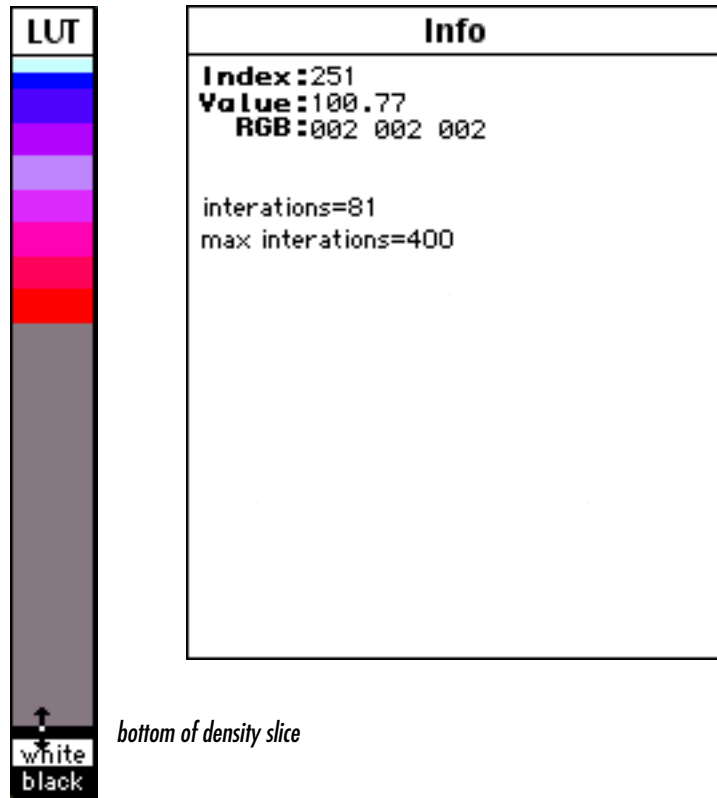 LUT
Info
Index:251
Value:100.77
RGB:002 002 002
interations=81
max interations=400
bottom of density slice
white
black